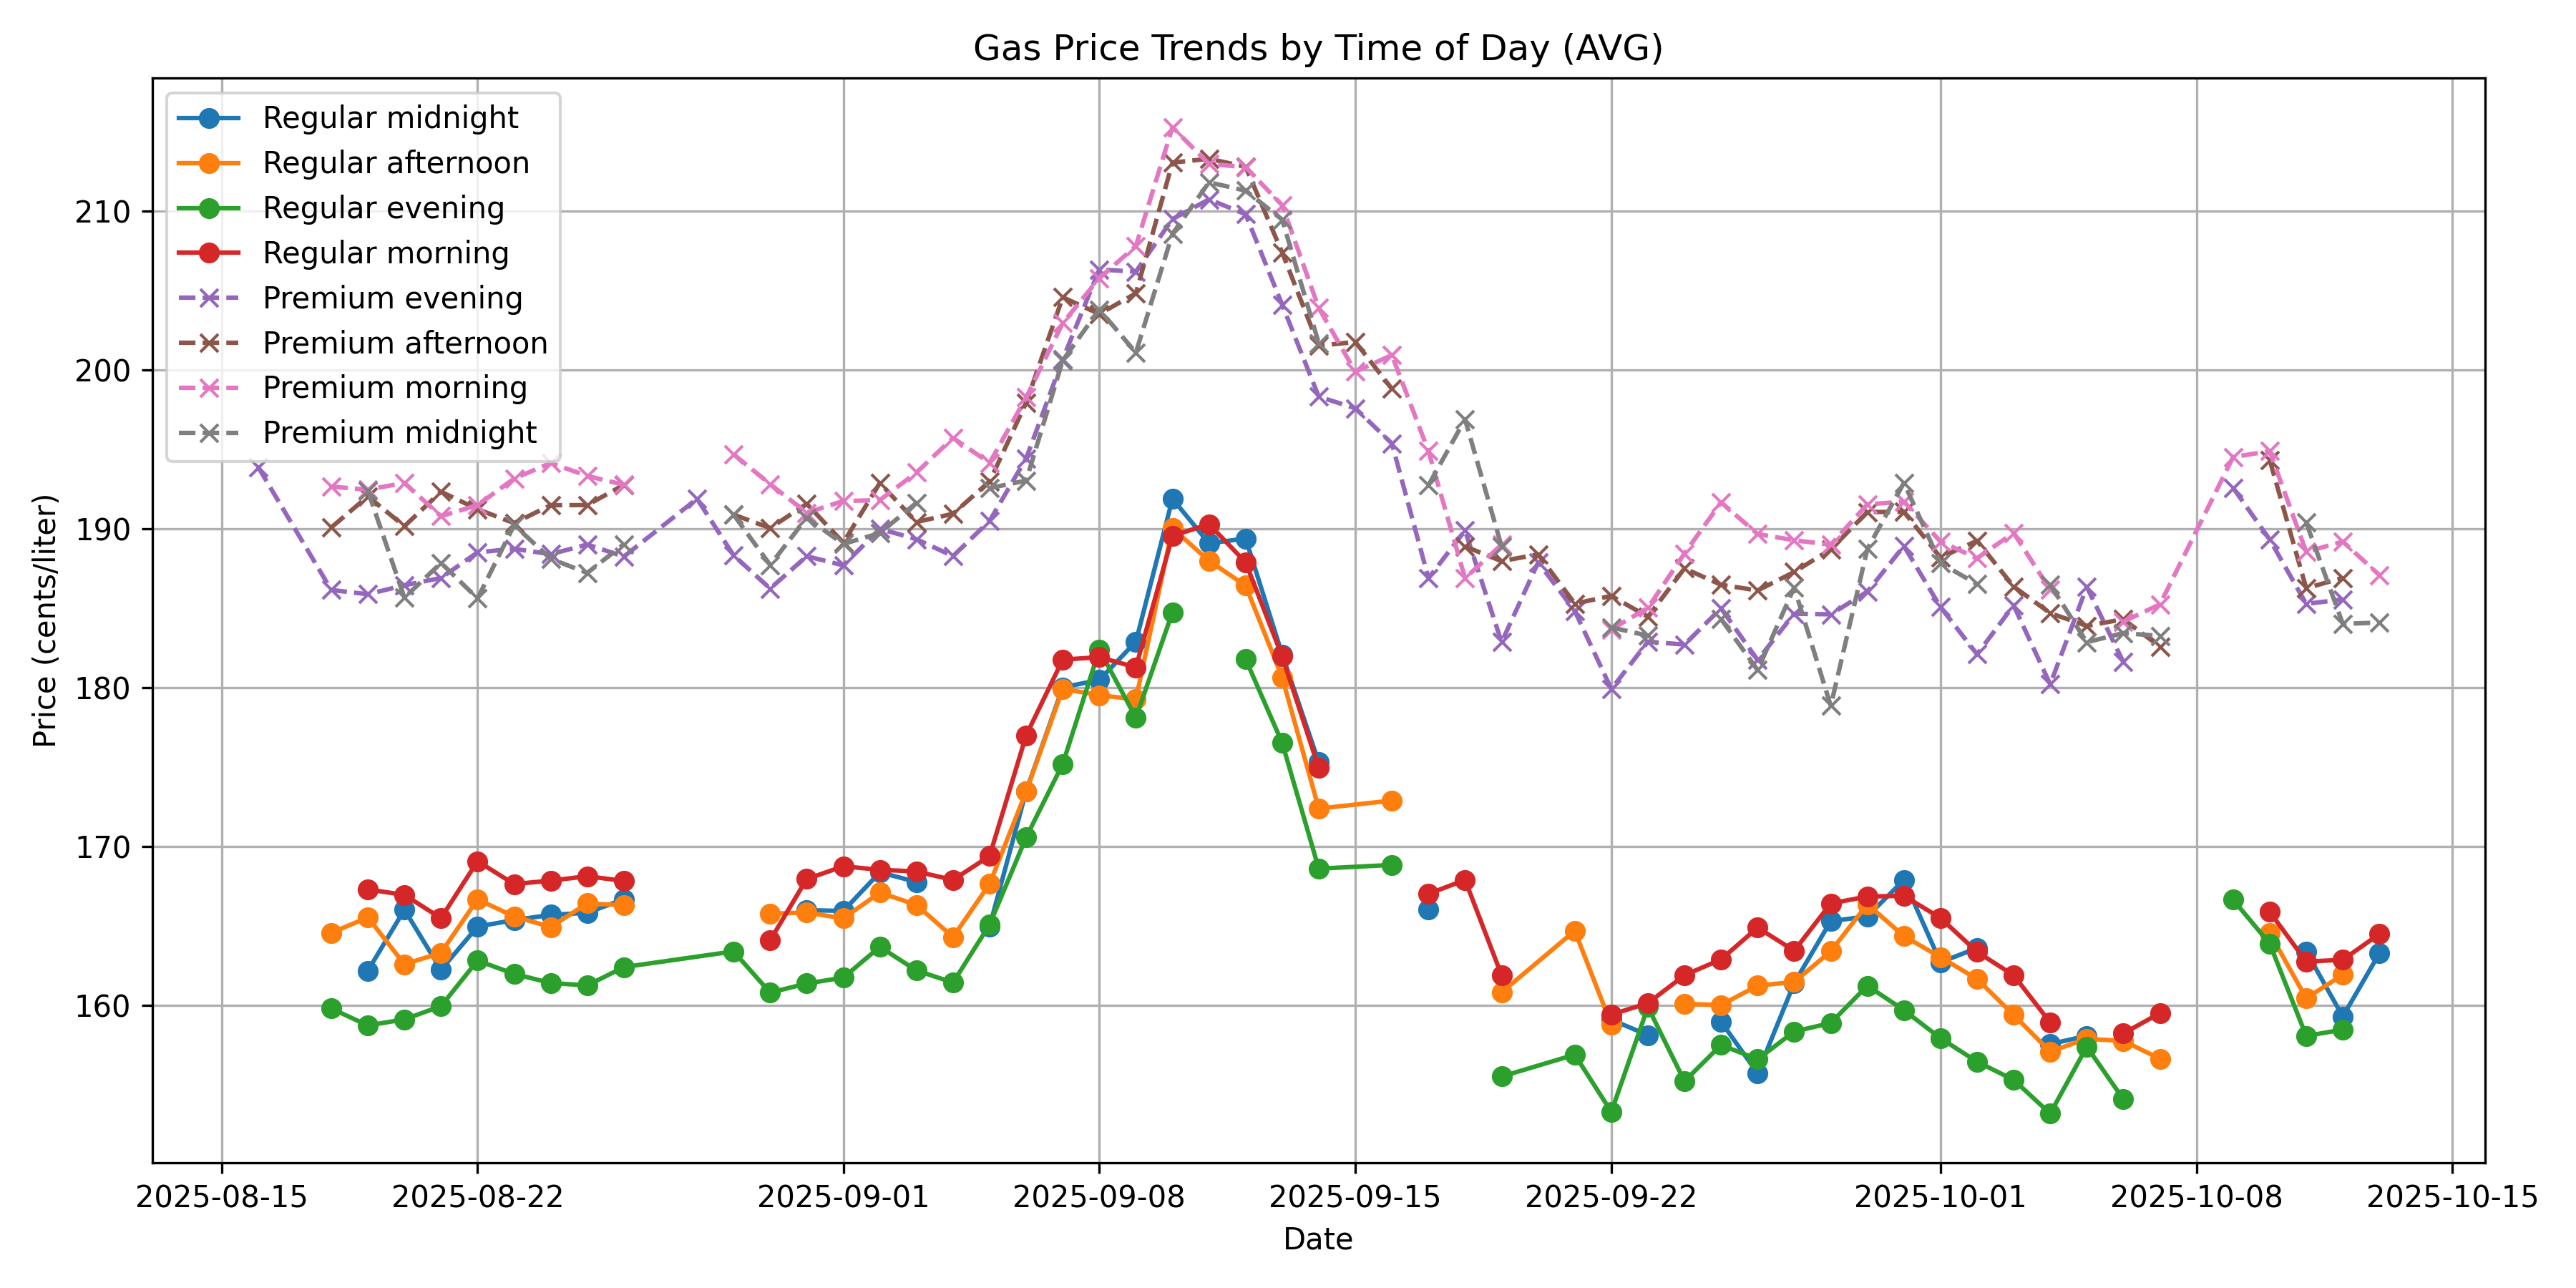 Gas Price Trends by Time of Day (AVG)
Regular midnight
Regular afternoon
Regular evening
Regular morning
Premium evening
Premium afternoon
Premium morning
Premium midnight
Price (cents/liter)
210
200
190
180
170
160
2025-08-15 2025-08-22 2025-09-01 2025-09-08 2025-09-15 2025-09-22 2025-10-01 2025-10-08 2025-10-15
Date